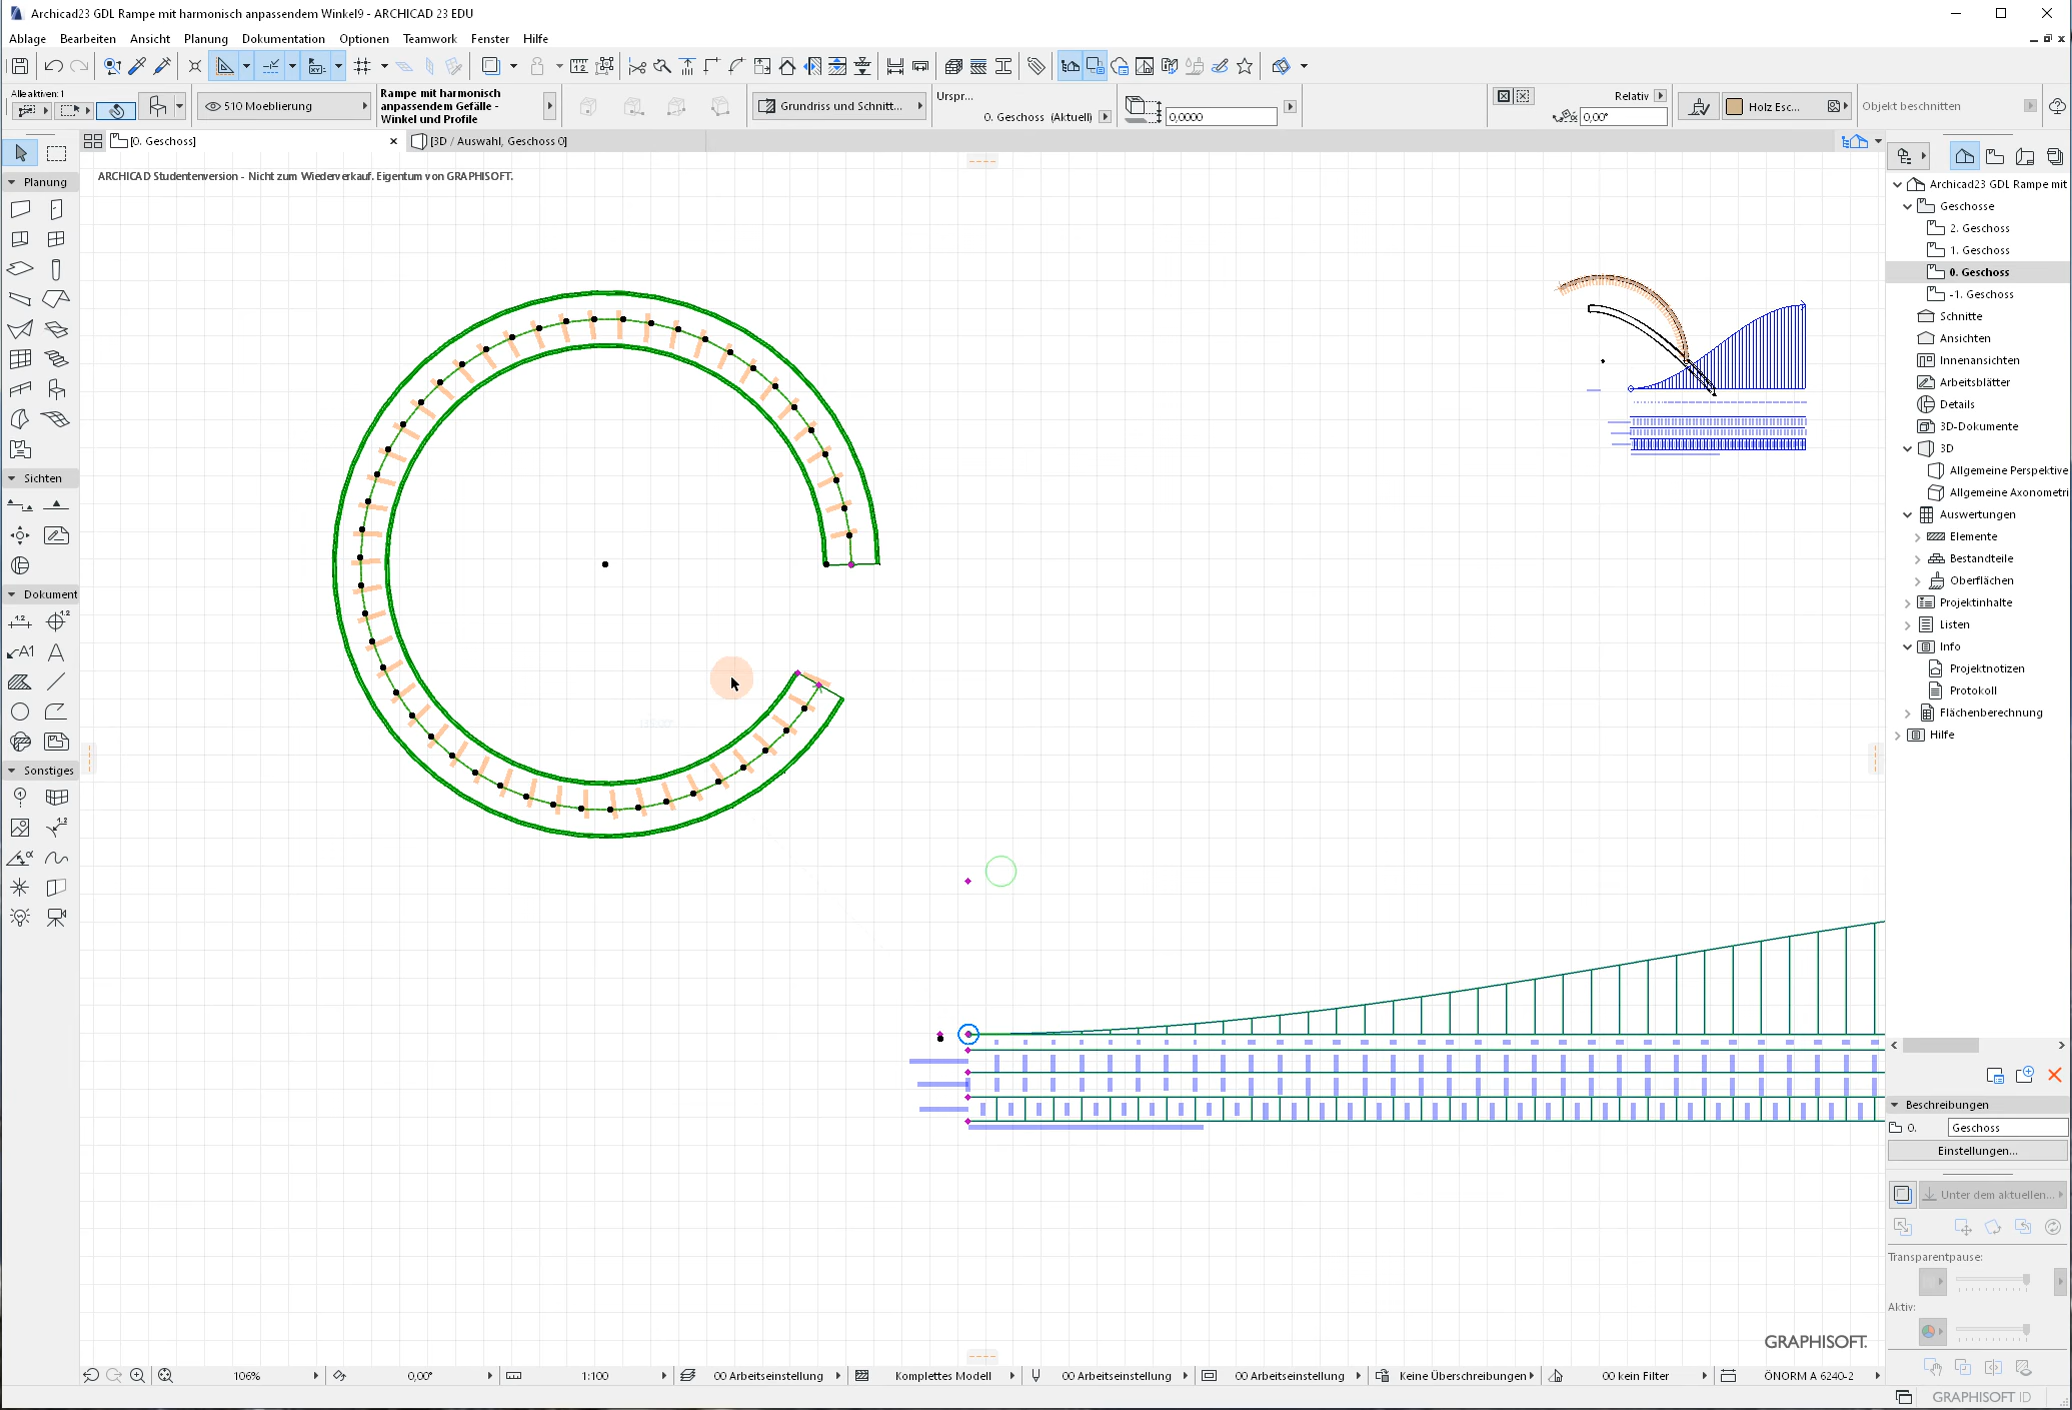 Archicad23 GDL Rampe mit harmonisch anpassendem Winkel9 - ARCHICAD 23 EDU
Ablage Bearbeiten Ansicht Planung Dokumentation Optionen Teamwork Fenster Hilfe
Alle aktiven: 1
510 Moeblierung
Rampe mit harmonisch
anpassendem Gefälle -
Winkel und Profile
Grundriss und Schnitt...
Urspr...
0. Geschoss (Aktuell)
0,0000
Relativ
0,00°
Holz Esc...
Objekt beschnitten
[0. Geschoss]
[3D / Auswahl, Geschoss 0]
ARCHICAD Studentenversion - Nicht zum Wiederverkauf. Eigentum von GRAPHISOFT.
Planung
Sichten
Dokument
Sonstiges
Archicad23 GDL Rampe mit
Geschosse
2. Geschoss
1. Geschoss
0. Geschoss
-1. Geschoss
Schnitte
Ansichten
Innenansichten
Arbeitsblätter
Details
3D-Dokumente
3D
Allgemeine Perspektive
Allgemeine Axonometri
Auswertungen
Elemente
Bestandteile
Oberflächen
Projektinhalte
Listen
Info
Projektnotizen
Protokoll
Flächenberechnung
Hilfe
Beschreibungen
0. Geschoss
Einstellungen...
Unter dem aktuellen...
Transparentpause:
Aktiv:
GRAPHISOFT.
106% 0,00° 1:100 00 Arbeitseinstellung Komplettes Modell 00 Arbeitseinstellung 00 Arbeitseinstellung Keine Überschreibungen 00 kein Filter ÖNORM A 6240-2
GRAPHISOFT ID